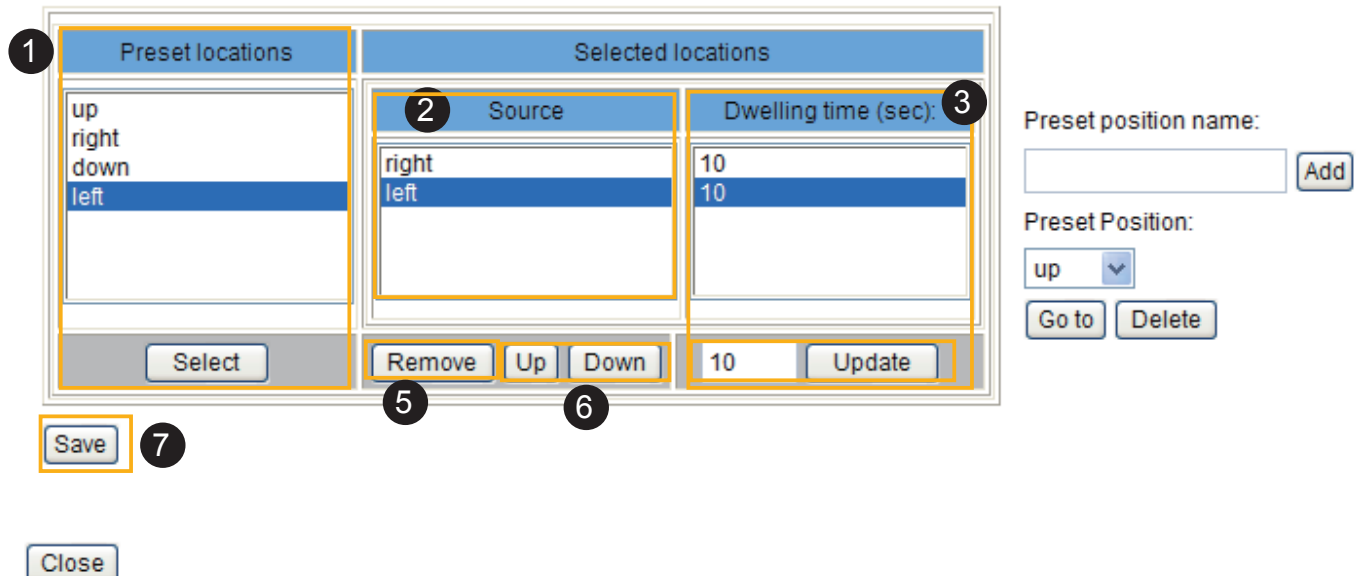 1
Preset locations
Selected locations
up
right
down
left
2
Source
Dwelling time (sec):
3
right
left
10
10
Preset position name:
Add
Preset Position:
up
Go to Delete
Select
Remove Up Down
10 Update
5
6
Save
7
Close